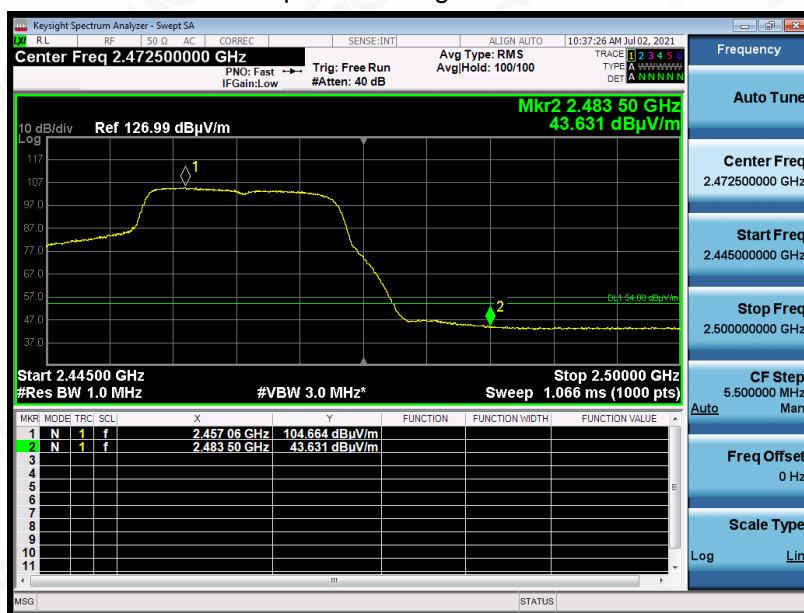 Keysight Spectrum Analyzer - Swept SA
LXI RL RF 50 Ω AC CORREC SENSE:INT ALIGN AUTO 10:37:26 AM Jul 02, 2021
Center Freq 2.472500000 GHz
PNO: Fast
IFGain:Low
Trig: Free Run
#Atten: 40 dB
Avg Type: RMS
Avg|Hold: 100/100
TRACE 1 2 3 4 5 6
TYPE A WWWWW
DET A N N N N N
Mkr2 2.483 50 GHz
43.631 dBµV/m
10 dB/div Ref 126.99 dBµV/m
Log
117
107
97.0
87.0
77.0
67.0
57.0
47.0
37.0
1
2
DL1 54.00 dBµV/m
Start 2.44500 GHz Stop 2.50000 GHz
#Res BW 1.0 MHz #VBW 3.0 MHz* Sweep 1.066 ms (1000 pts)
MKR MODE TRC SCL X Y FUNCTION FUNCTION WIDTH FUNCTION VALUE
1 N 1 f 2.457 06 GHz 104.664 dBµV/m
2 N 1 f 2.483 50 GHz 43.631 dBµV/m
3
4
5
6
7
8
9
10
11
MSG STATUS
Frequency
Auto Tune
Center Freq
2.472500000 GHz
Start Freq
2.445000000 GHz
Stop Freq
2.500000000 GHz
CF Step
5.500000 MHz
Auto Man
Freq Offset
0 Hz
Scale Type
Log Lin